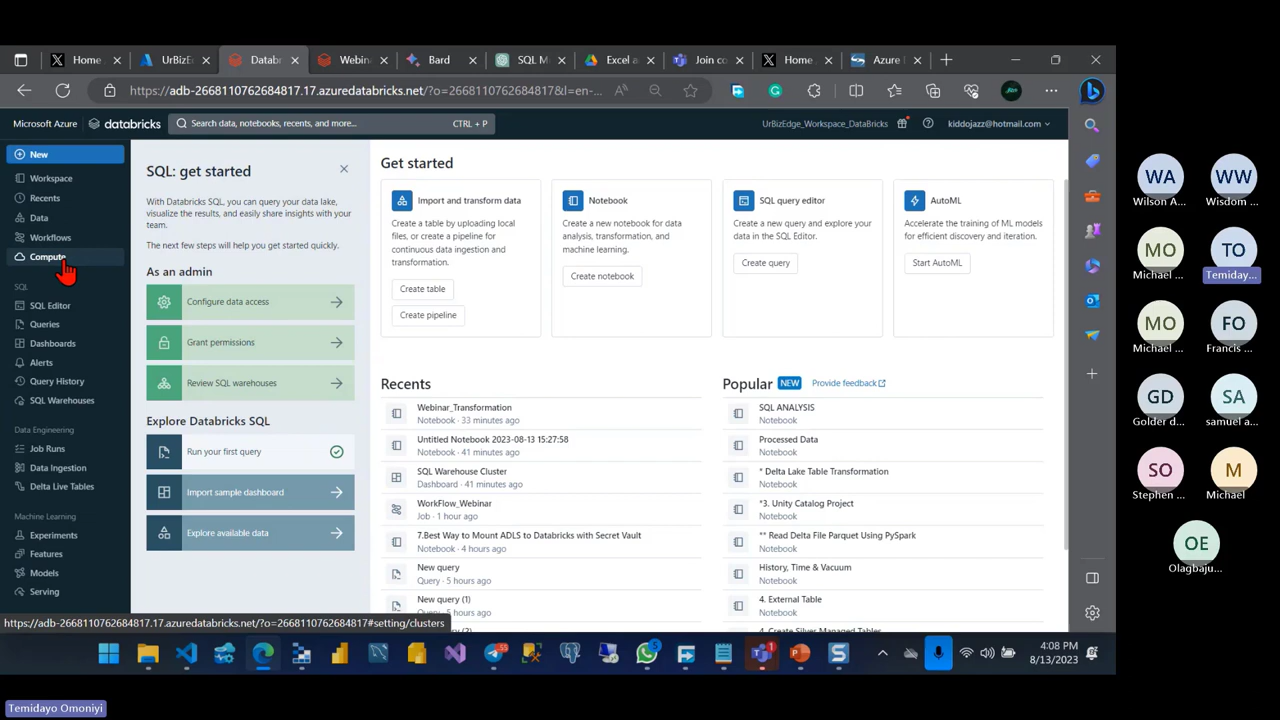 Home
UrBizE
Databr
Webin
Bard
SQL M
Excel a
Join co
Home
Azure
https://adb-2668110762684817.17.azuredatabricks.net/?o=2668110762684817&l=en-...
Microsoft Azure
databricks
Search data, notebooks, recents, and more...
CTRL + P
UrBizEdge_Workspace_DataBricks
kiddojazz@hotmail.com
New
Workspace
Recents
Data
Workflows
Compute
SQL
SQL Editor
Queries
Dashboards
Alerts
Query History
SQL Warehouses
Data Engineering
Job Runs
Data Ingestion
Delta Live Tables
Machine Learning
Experiments
Features
Models
Serving
SQL: get started
With Databricks SQL, you can query your data lake,
visualize the results, and easily share insights with your
team.
The next few steps will help you get started quickly.
As an admin
Configure data access
Grant permissions
Review SQL warehouses
Explore Databricks SQL
Run your first query
Import sample dashboard
Explore available data
Get started
Import and transform data
Create a table by uploading local
files, or create a pipeline for
continuous data ingestion and
transformation.
Create table
Create pipeline
Notebook
Create a new notebook for data
analysis, transformation, and
machine learning.
Create notebook
SQL query editor
Create a new query and explore your
data in the SQL Editor.
Create query
AutoML
Accelerate the training of ML models
for efficient discovery and iteration.
Start AutoML
Recents
Webinar_Transformation
Notebook · 33 minutes ago
Untitled Notebook 2023-08-13 15:27:58
Notebook · 41 minutes ago
SQL Warehouse Cluster
Dashboard · 41 minutes ago
WorkFlow_Webinar
Job · 1 hour ago
7.Best Way to Mount ADLS to Databricks with Secret Vault
Notebook · 4 hours ago
New query
Query · 5 hours ago
New query (1)
Query · 5 hours ago
Popular
NEW
Provide feedback
SQL ANALYSIS
Notebook
Processed Data
Notebook
* Delta Lake Table Transformation
Notebook
*3. Unity Catalog Project
Notebook
** Read Delta File Parquet Using PySpark
Notebook
History, Time & Vacuum
Notebook
4. External Table
Notebook
4. Create Silver Managed Tables
https://adb-2668110762684817.17.azuredatabricks.net/?o=2668110762684817#setting/clusters
4:08 PM
8/13/2023
WA
Wilson A...
WW
Wisdom ...
MO
Michael ...
TO
Temiday...
MO
Michael ...
FO
Francis ...
GD
Golder d...
SA
samuel a...
SO
Stephen ...
M
Michael
OE
Olagbaju...
Temidayo Omoniyi